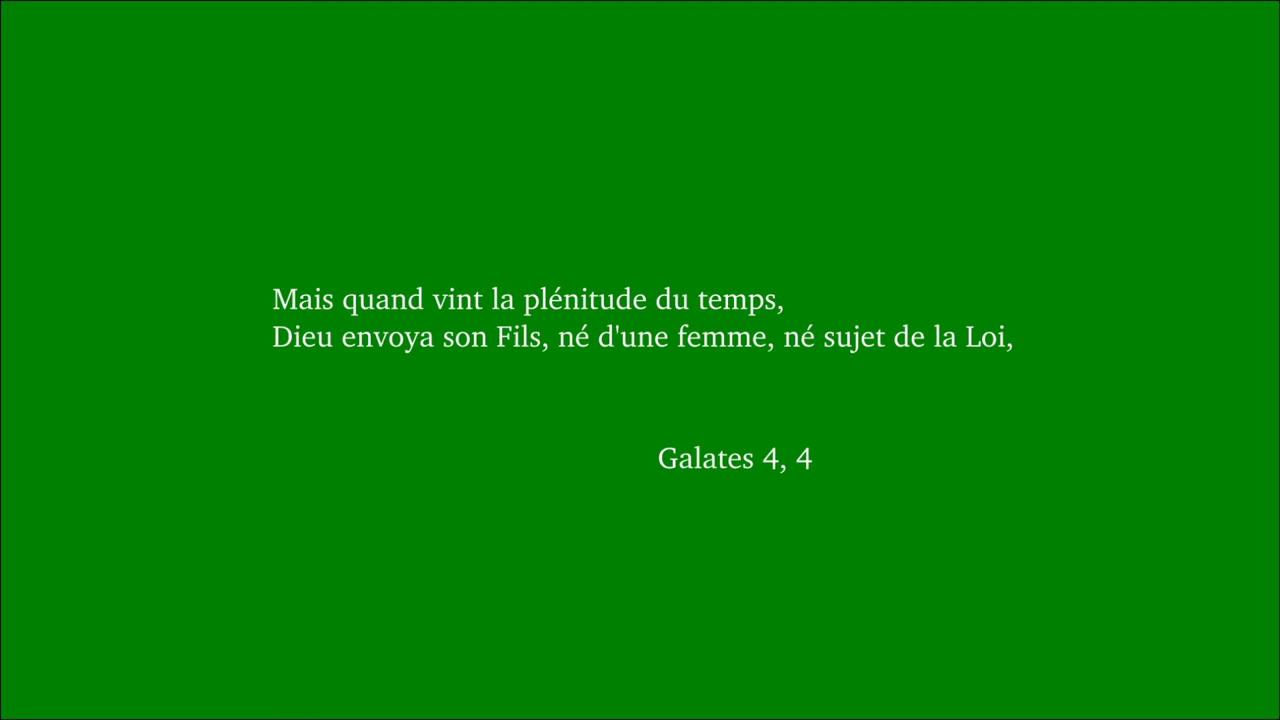 Mais quand vint la plénitude du temps,
Dieu envoya son Fils, né d'une femme, né sujet de la Loi,
Galates 4, 4